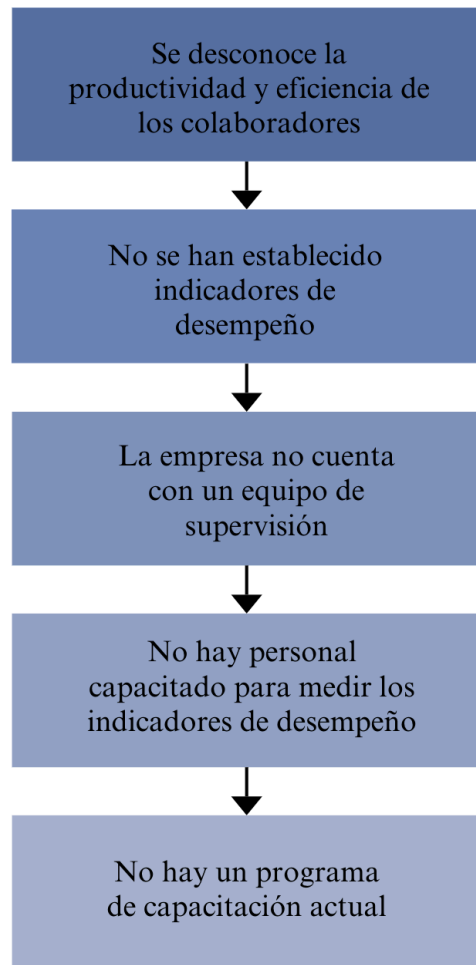 Se desconoce la
productividad y eficiencia de
los colaboradores
No se han establecido
indicadores de
desempeño
La empresa no cuenta
con un equipo de
supervisión
No hay personal
capacitado para medir los
indicadores de desempeño
No hay un programa
de capacitación actual